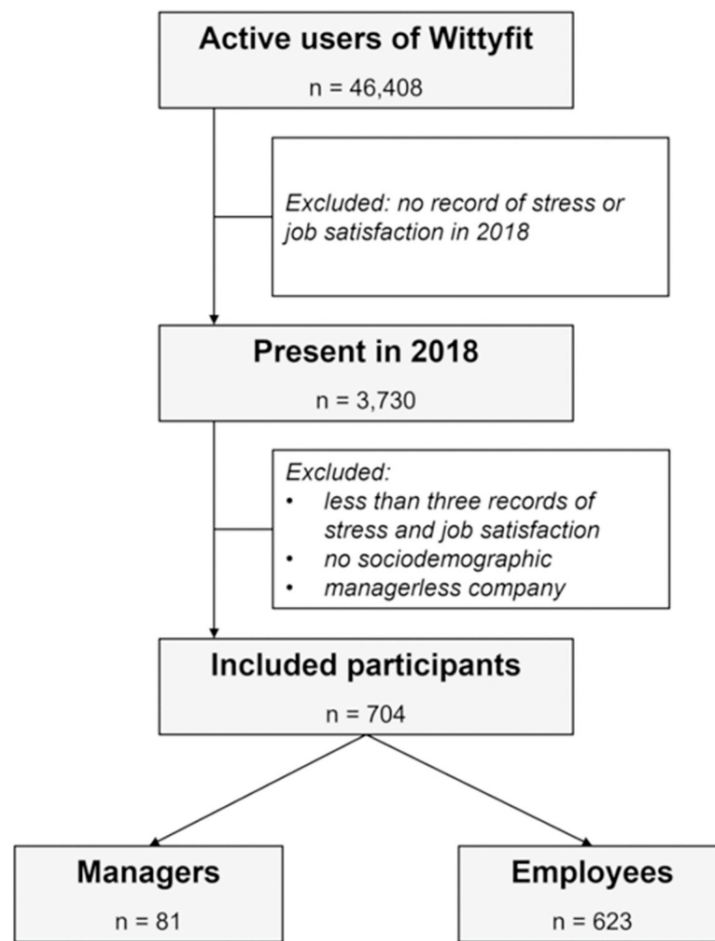 Active users of Wittyfit
n = 46,408
Excluded: no record of stress or
job satisfaction in 2018
Present in 2018
n = 3,730
Excluded:
• less than three records of
stress and job satisfaction
• no sociodemographic
• managerless company
Included participants
n = 704
Managers
n = 81
Employees
n = 623